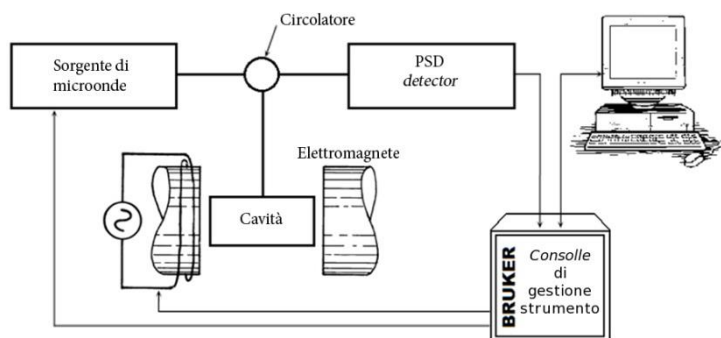 Circolatore
Sorgente di
microonde
PSD
detector
Elettromagnete
Cavità
BRUKER
Consolle
di
gestione
strumento